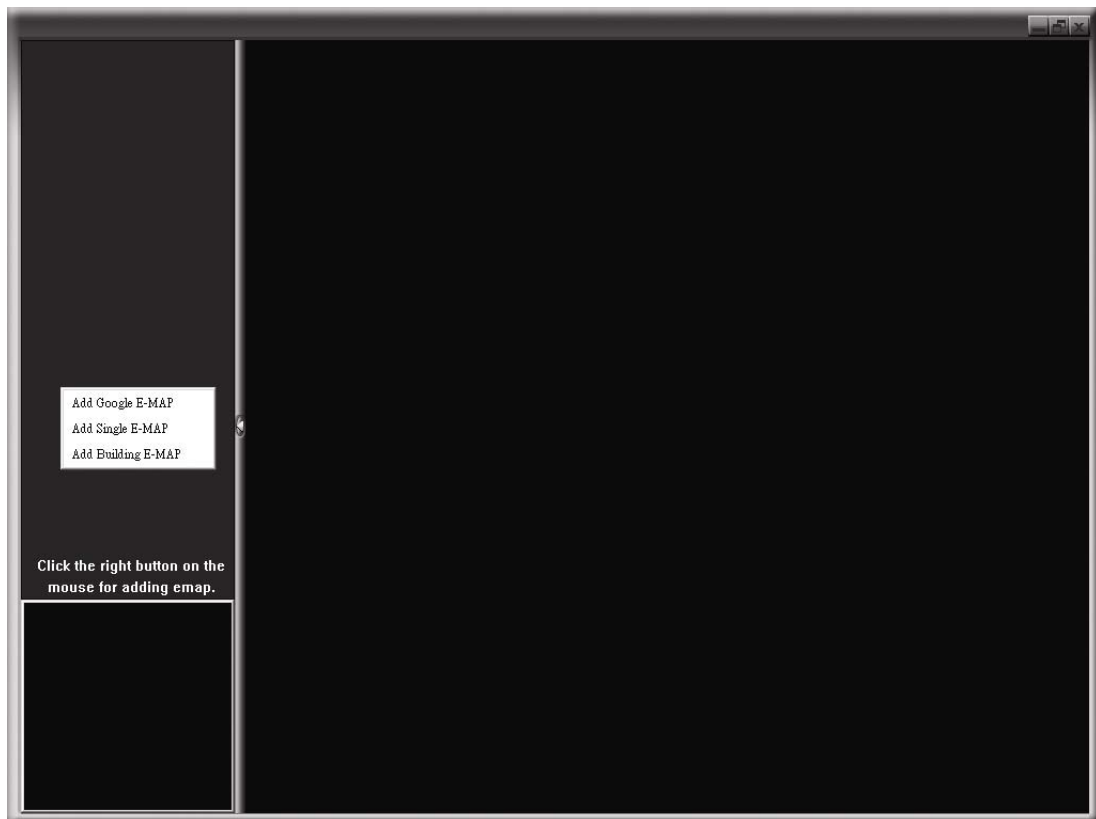 Add Google E-MAP
Add Single E-MAP
Add Building E-MAP
Click the right button on the
mouse for adding emap.